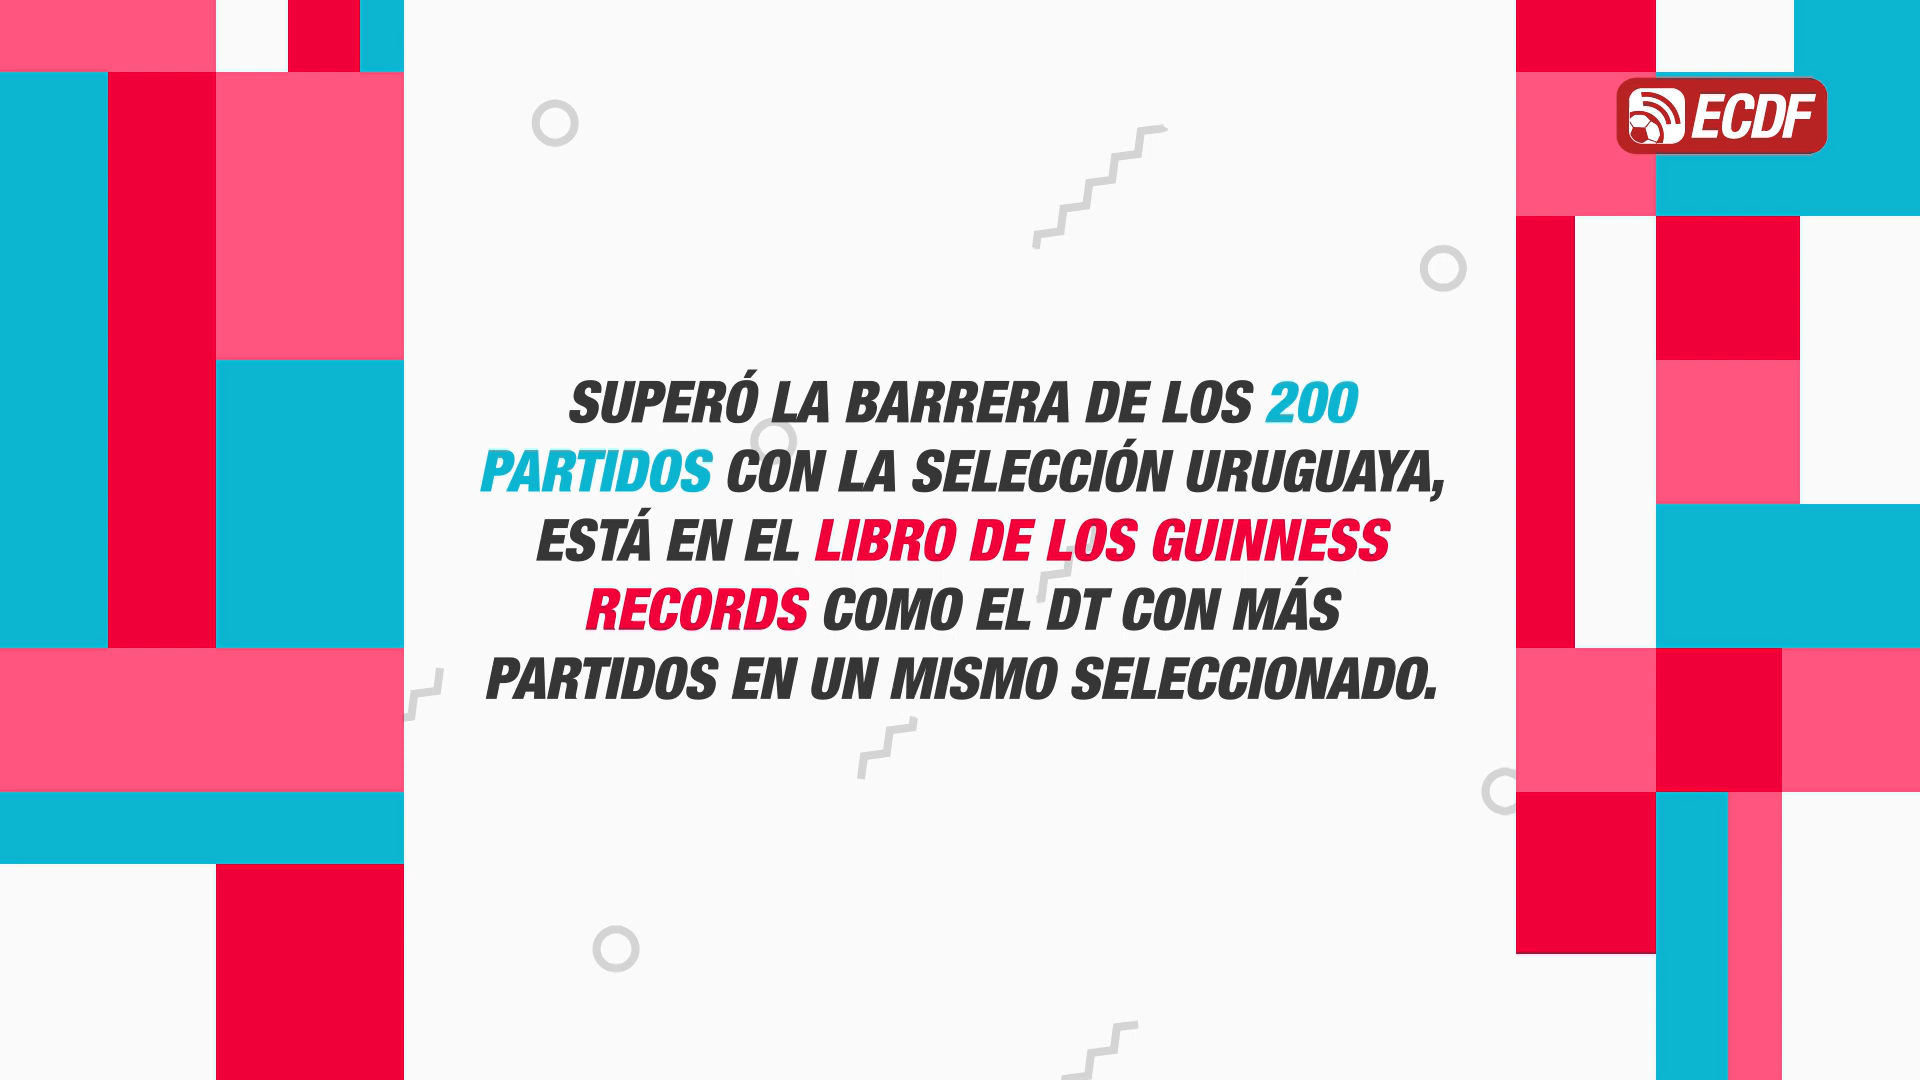 ECDF
SUPERÓ LA BARRERA DE LOS 200
PARTIDOS CON LA SELECCIÓN URUGUAYA,
ESTÁ EN EL LIBRO DE LOS GUINNESS
RECORDS COMO EL DT CON MÁS
PARTIDOS EN UN MISMO SELECCIONADO.